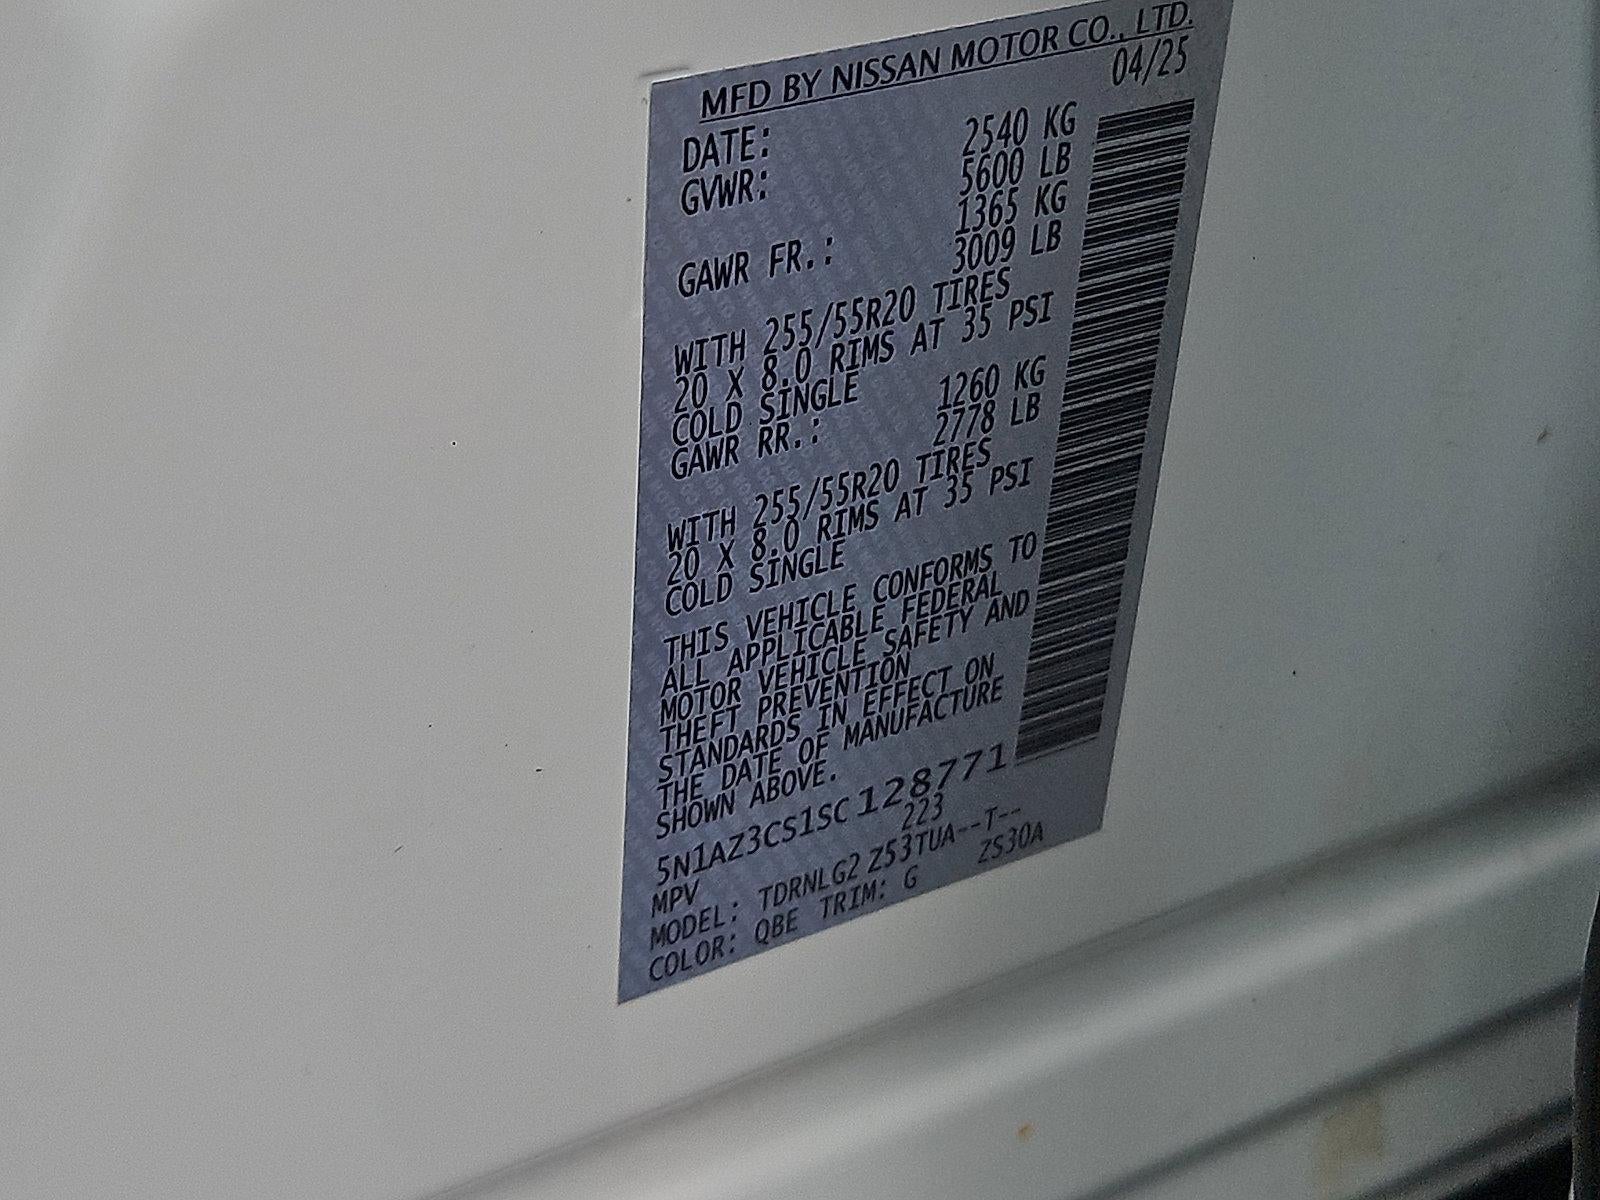 MFD BY NISSAN MOTOR CO., LTD.
DATE: 04/25
GVWR: 2540 KG
5600 LB
GAWR FR.: 1365 KG
3009 LB
WITH 255/55R20 TIRES
20 X 8.0 RIMS AT 35 PSI
COLD SINGLE
GAWR RR.: 1260 KG
2778 LB
WITH 255/55R20 TIRES
20 X 8.0 RIMS AT 35 PSI
COLD SINGLE
THIS VEHICLE CONFORMS TO
ALL APPLICABLE FEDERAL
MOTOR VEHICLE SAFETY AND
THEFT PREVENTION
STANDARDS IN EFFECT ON
THE DATE OF MANUFACTURE
SHOWN ABOVE.
5N1AZ3CS1SC128771
MPV 223
MODEL: TDRNLG2 Z53TUA--T--
COLOR: QBE TRIM: G ZS30A